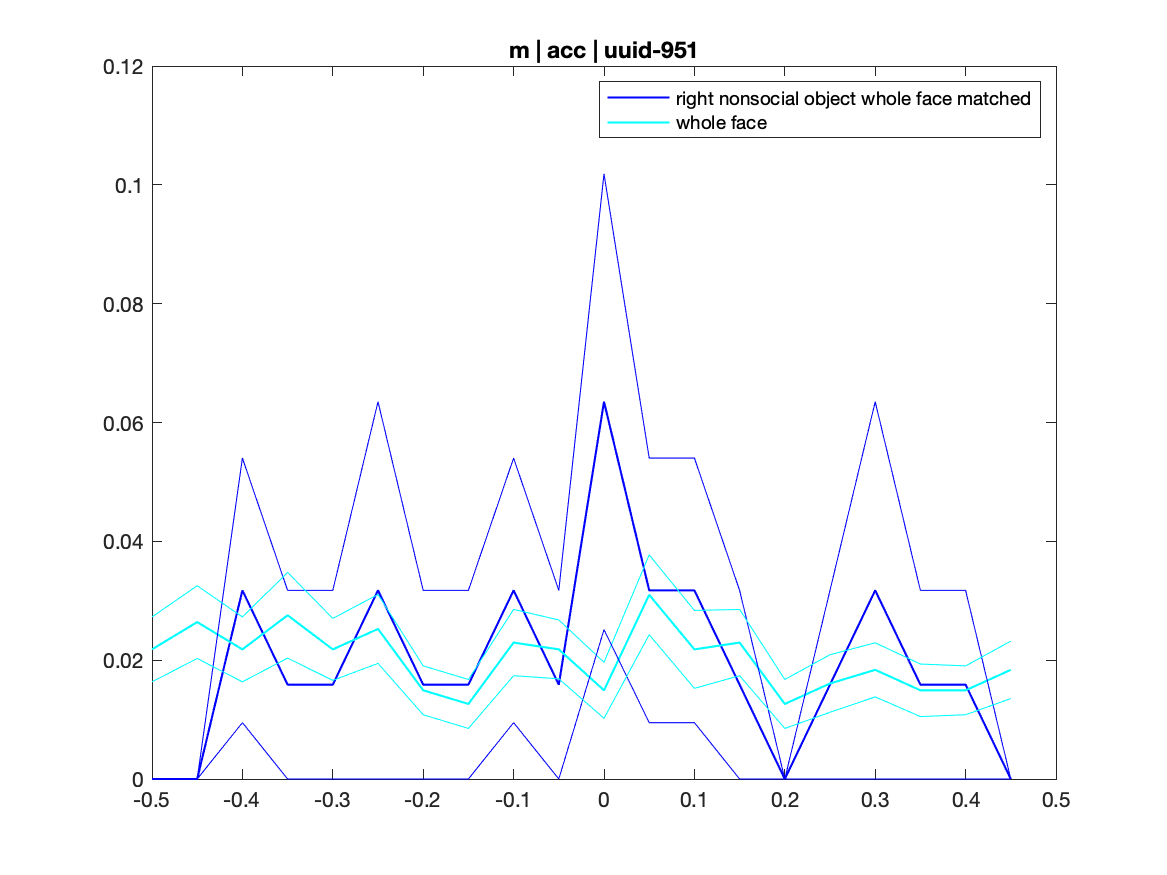 m | acc | uuid-951
right nonsocial object whole face matched
whole face
0.12
0.1
0.08
0.06
0.04
0.02
0
-0.5 -0.4 -0.3 -0.2 -0.1 0 0.1 0.2 0.3 0.4 0.5